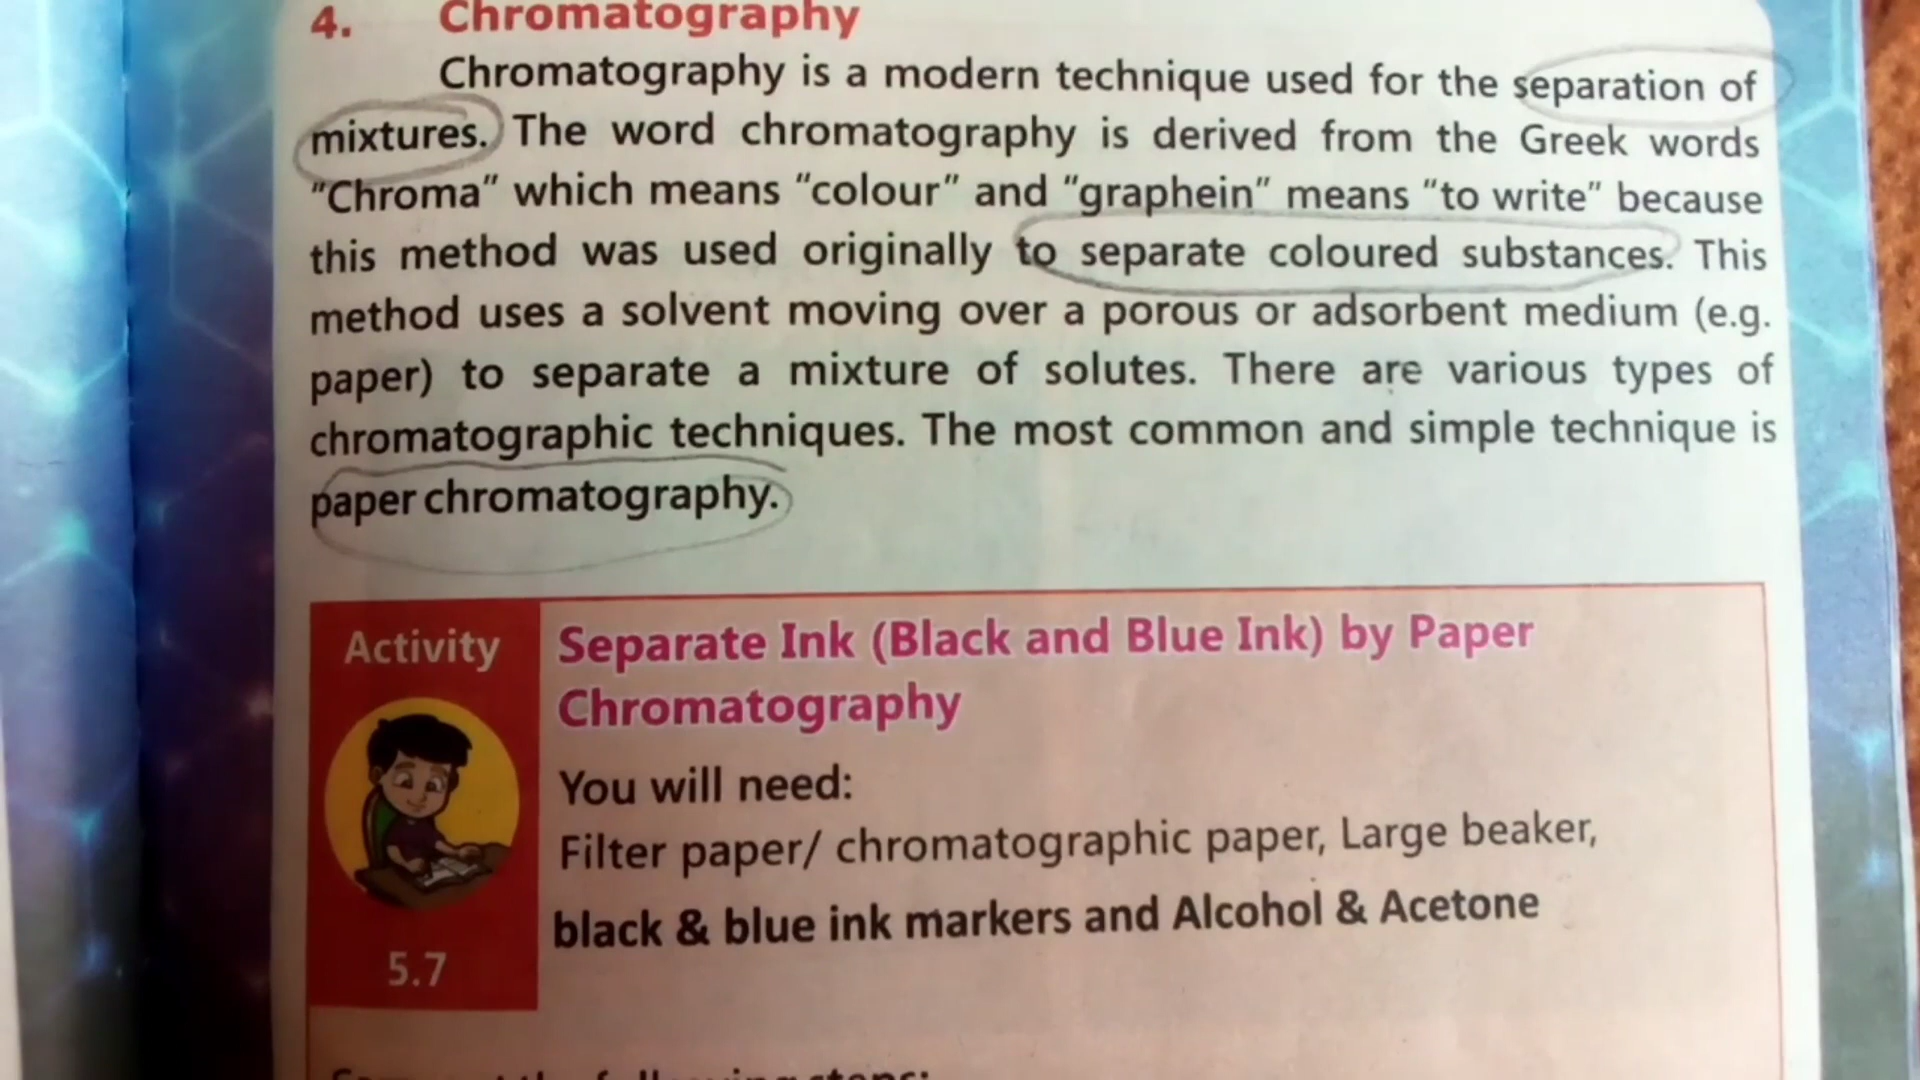 4. Chromatography
Chromatography is a modern technique used for the separation of
mixtures. The word chromatography is derived from the Greek words
"Chroma" which means "colour" and "graphein" means "to write" because
this method was used originally to separate coloured substances. This
method uses a solvent moving over a porous or adsorbent medium (e.g.
paper) to separate a mixture of solutes. There are various types of
chromatographic techniques. The most common and simple technique is
paper chromatography.
Activity
5.7
Separate Ink (Black and Blue Ink) by Paper
Chromatography
You will need:
Filter paper/ chromatographic paper, Large beaker,
black & blue ink markers and Alcohol & Acetone
following steps: